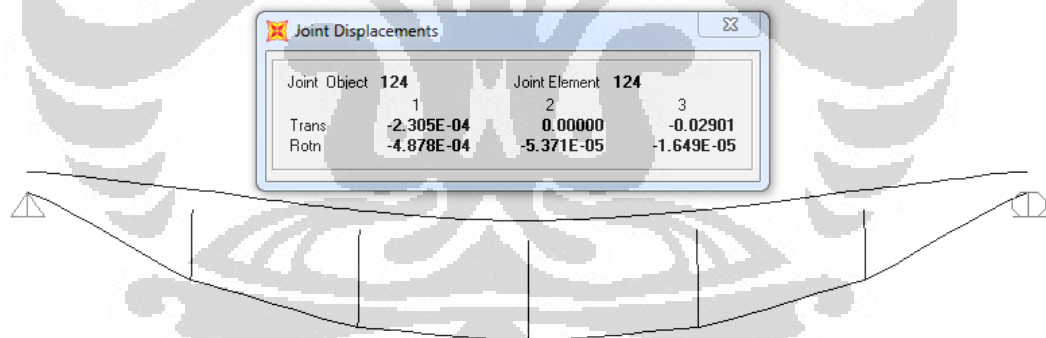 Joint Displacements
Joint Object 124 Joint Element 124
1 2 3
Trans -2.305E-04 0.00000 -0.02901
Rotn -4.878E-04 -5.371E-05 -1.649E-05